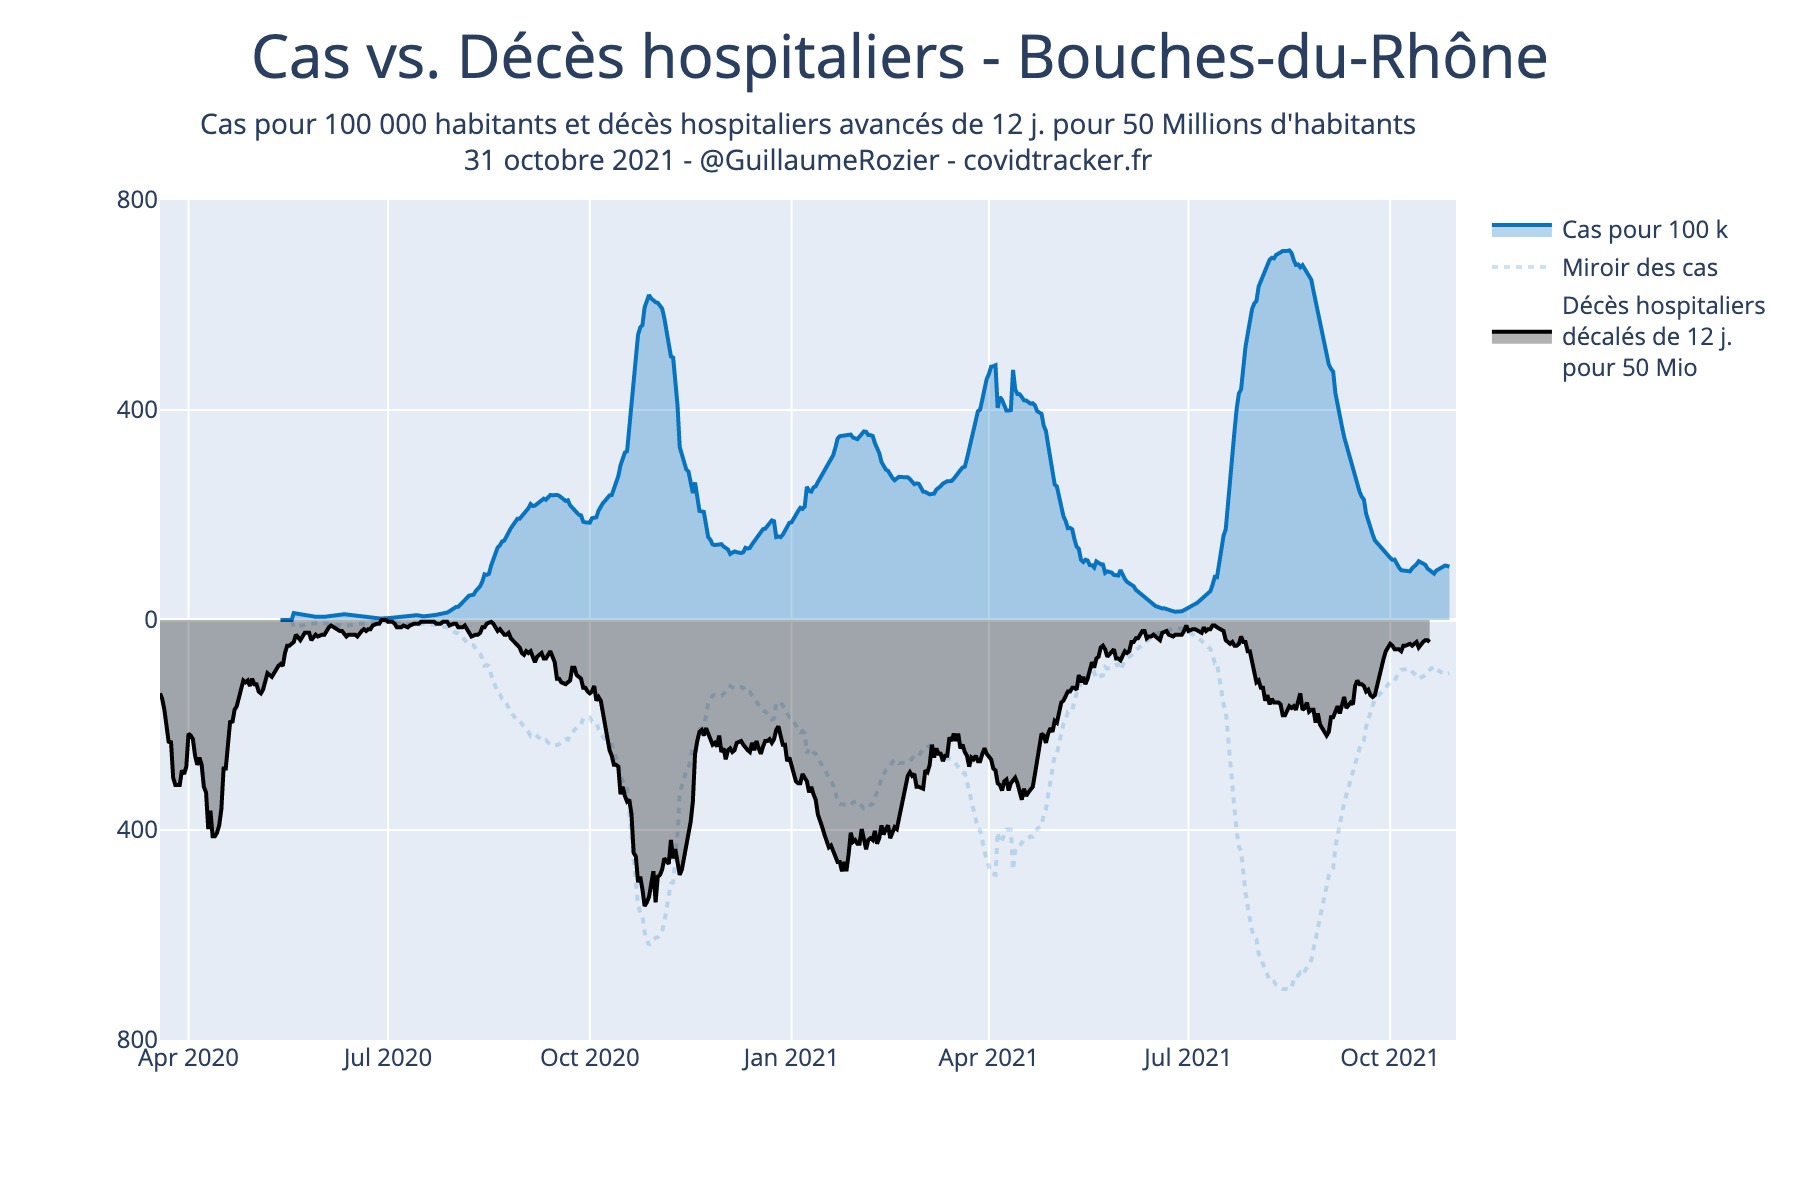 Cas vs. Décès hospitaliers - Bouches-du-Rhône
Cas pour 100 000 habitants et décès hospitaliers avancés de 12 j. pour 50 Millions d'habitants
31 octobre 2021 - @GuillaumeRozier - covidtracker.fr
800
400
0
400
800
Apr 2020
Jul 2020
Oct 2020
Jan 2021
Apr 2021
Jul 2021
Oct 2021
Cas pour 100 k
Miroir des cas
Décès hospitaliers
décalés de 12 j.
pour 50 Mio